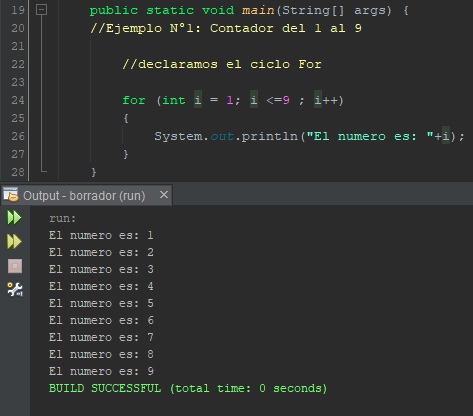 19 public static void main(String[] args) {
20 //Ejemplo N°1: Contador del 1 al 9
21
22 //declaramos el ciclo For
23
24 for (int i = 1; i <=9 ; i++)
25 {
26 System.out.println("El numero es: "+i);
27 }
28 }
Output - borrador (run) ×
run:
El numero es: 1
El numero es: 2
El numero es: 3
El numero es: 4
El numero es: 5
El numero es: 6
El numero es: 7
El numero es: 8
El numero es: 9
BUILD SUCCESSFUL (total time: 0 seconds)